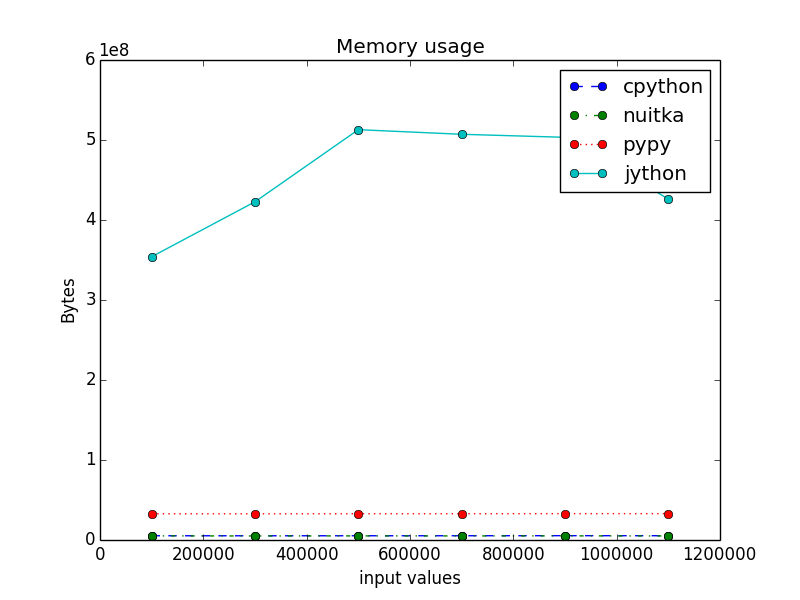 Memory usage
1e8
6
5
4
3
2
1
0
Bytes
cpython
nuitka
pypy
jython
0 200000 400000 600000 800000 1000000 1200000
input values